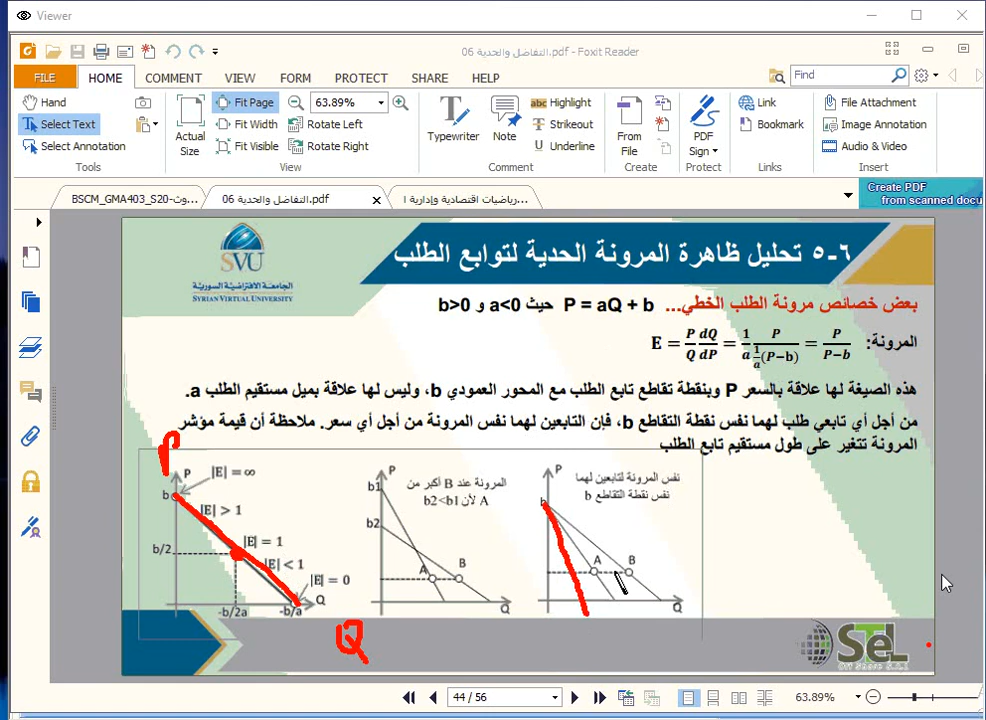 Viewer
06 التفاضل والحدية.pdf - Foxit Reader
FILE HOME COMMENT VIEW FORM PROTECT SHARE HELP
Find
Hand
Select Text
Select Annotation
Tools
Actual Size
Fit Page
Fit Width
Fit Visible
63.89%
Rotate Left
Rotate Right
View
Typewriter
Note
Highlight
Strikeout
Underline
Comment
From File
Create
PDF Sign
Protect
Link
Bookmark
Links
File Attachment
Image Annotation
Audio & Video
Insert
BSCM_GMA403_S20-وث...
06 التفاضل والحدية.pdf
رياضيات اقتصادية وإدارية ا...
Create PDF
from scanned docu
SVU
الجامعة الافتراضية السورية
SYRIAN VIRTUAL UNIVERSITY
٦-٥ تحليل ظاهرة المرونة الحدية لتوابع الطلب
بعض خصائص مرونة الطلب الخطي... P = aQ + b حيث a<0 و b>0
المرونة: E = P/Q dQ/dP = 1/a P/(1/a (P−b)) = P/(P−b)
هذه الصيغة لها علاقة بالسعر P وبنقطة تقاطع تابع الطلب مع المحور العمودي b، وليس لها علاقة بميل مستقيم الطلب a.
من أجل أي تابعي طلب لهما نفس نقطة التقاطع b، فإن التابعين لهما نفس المرونة من أجل أي سعر. ملاحظة أن قيمة مؤشر
المرونة تتغير على طول مستقيم تابع الطلب
P
P
|E| = ∞
b
|E| > 1
|E| = 1
b/2
|E| < 1
|E| = 0
Q
-b/2a
-b/a
Q
P
b1
المرونة عند B أكبر من
A لأن b2<b1
b2
A
B
Q
P
نفس المرونة لتابعين لهما
نفس نقطة التقاطع b
b
A
B
Q
SeL
44 / 56
63.89%